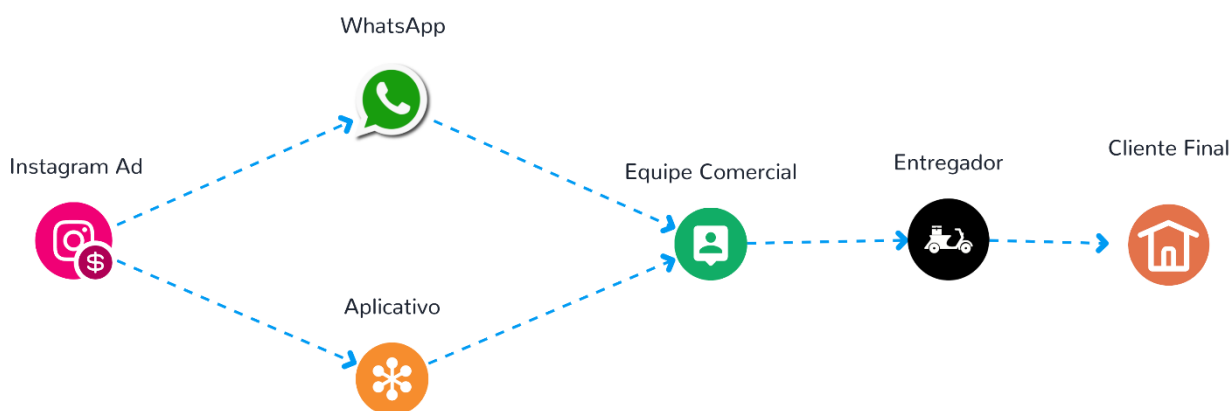 WhatsApp
Instagram Ad
Equipe Comercial
Entregador
Cliente Final
$
Aplicativo